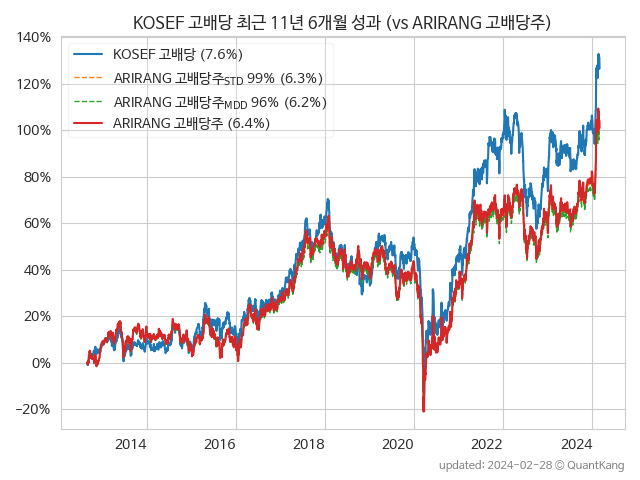 KOSEF 고배당 최근 11년 6개월 성과 (vs ARIRANG 고배당주)
KOSEF 고배당 (7.6%)
ARIRANG 고배당주STD 99% (6.3%)
ARIRANG 고배당주MDD 96% (6.2%)
ARIRANG 고배당주 (6.4%)
140%
120%
100%
80%
60%
40%
20%
0%
−20%
2014 2016 2018 2020 2022 2024
updated: 2024-02-28 © QuantKang